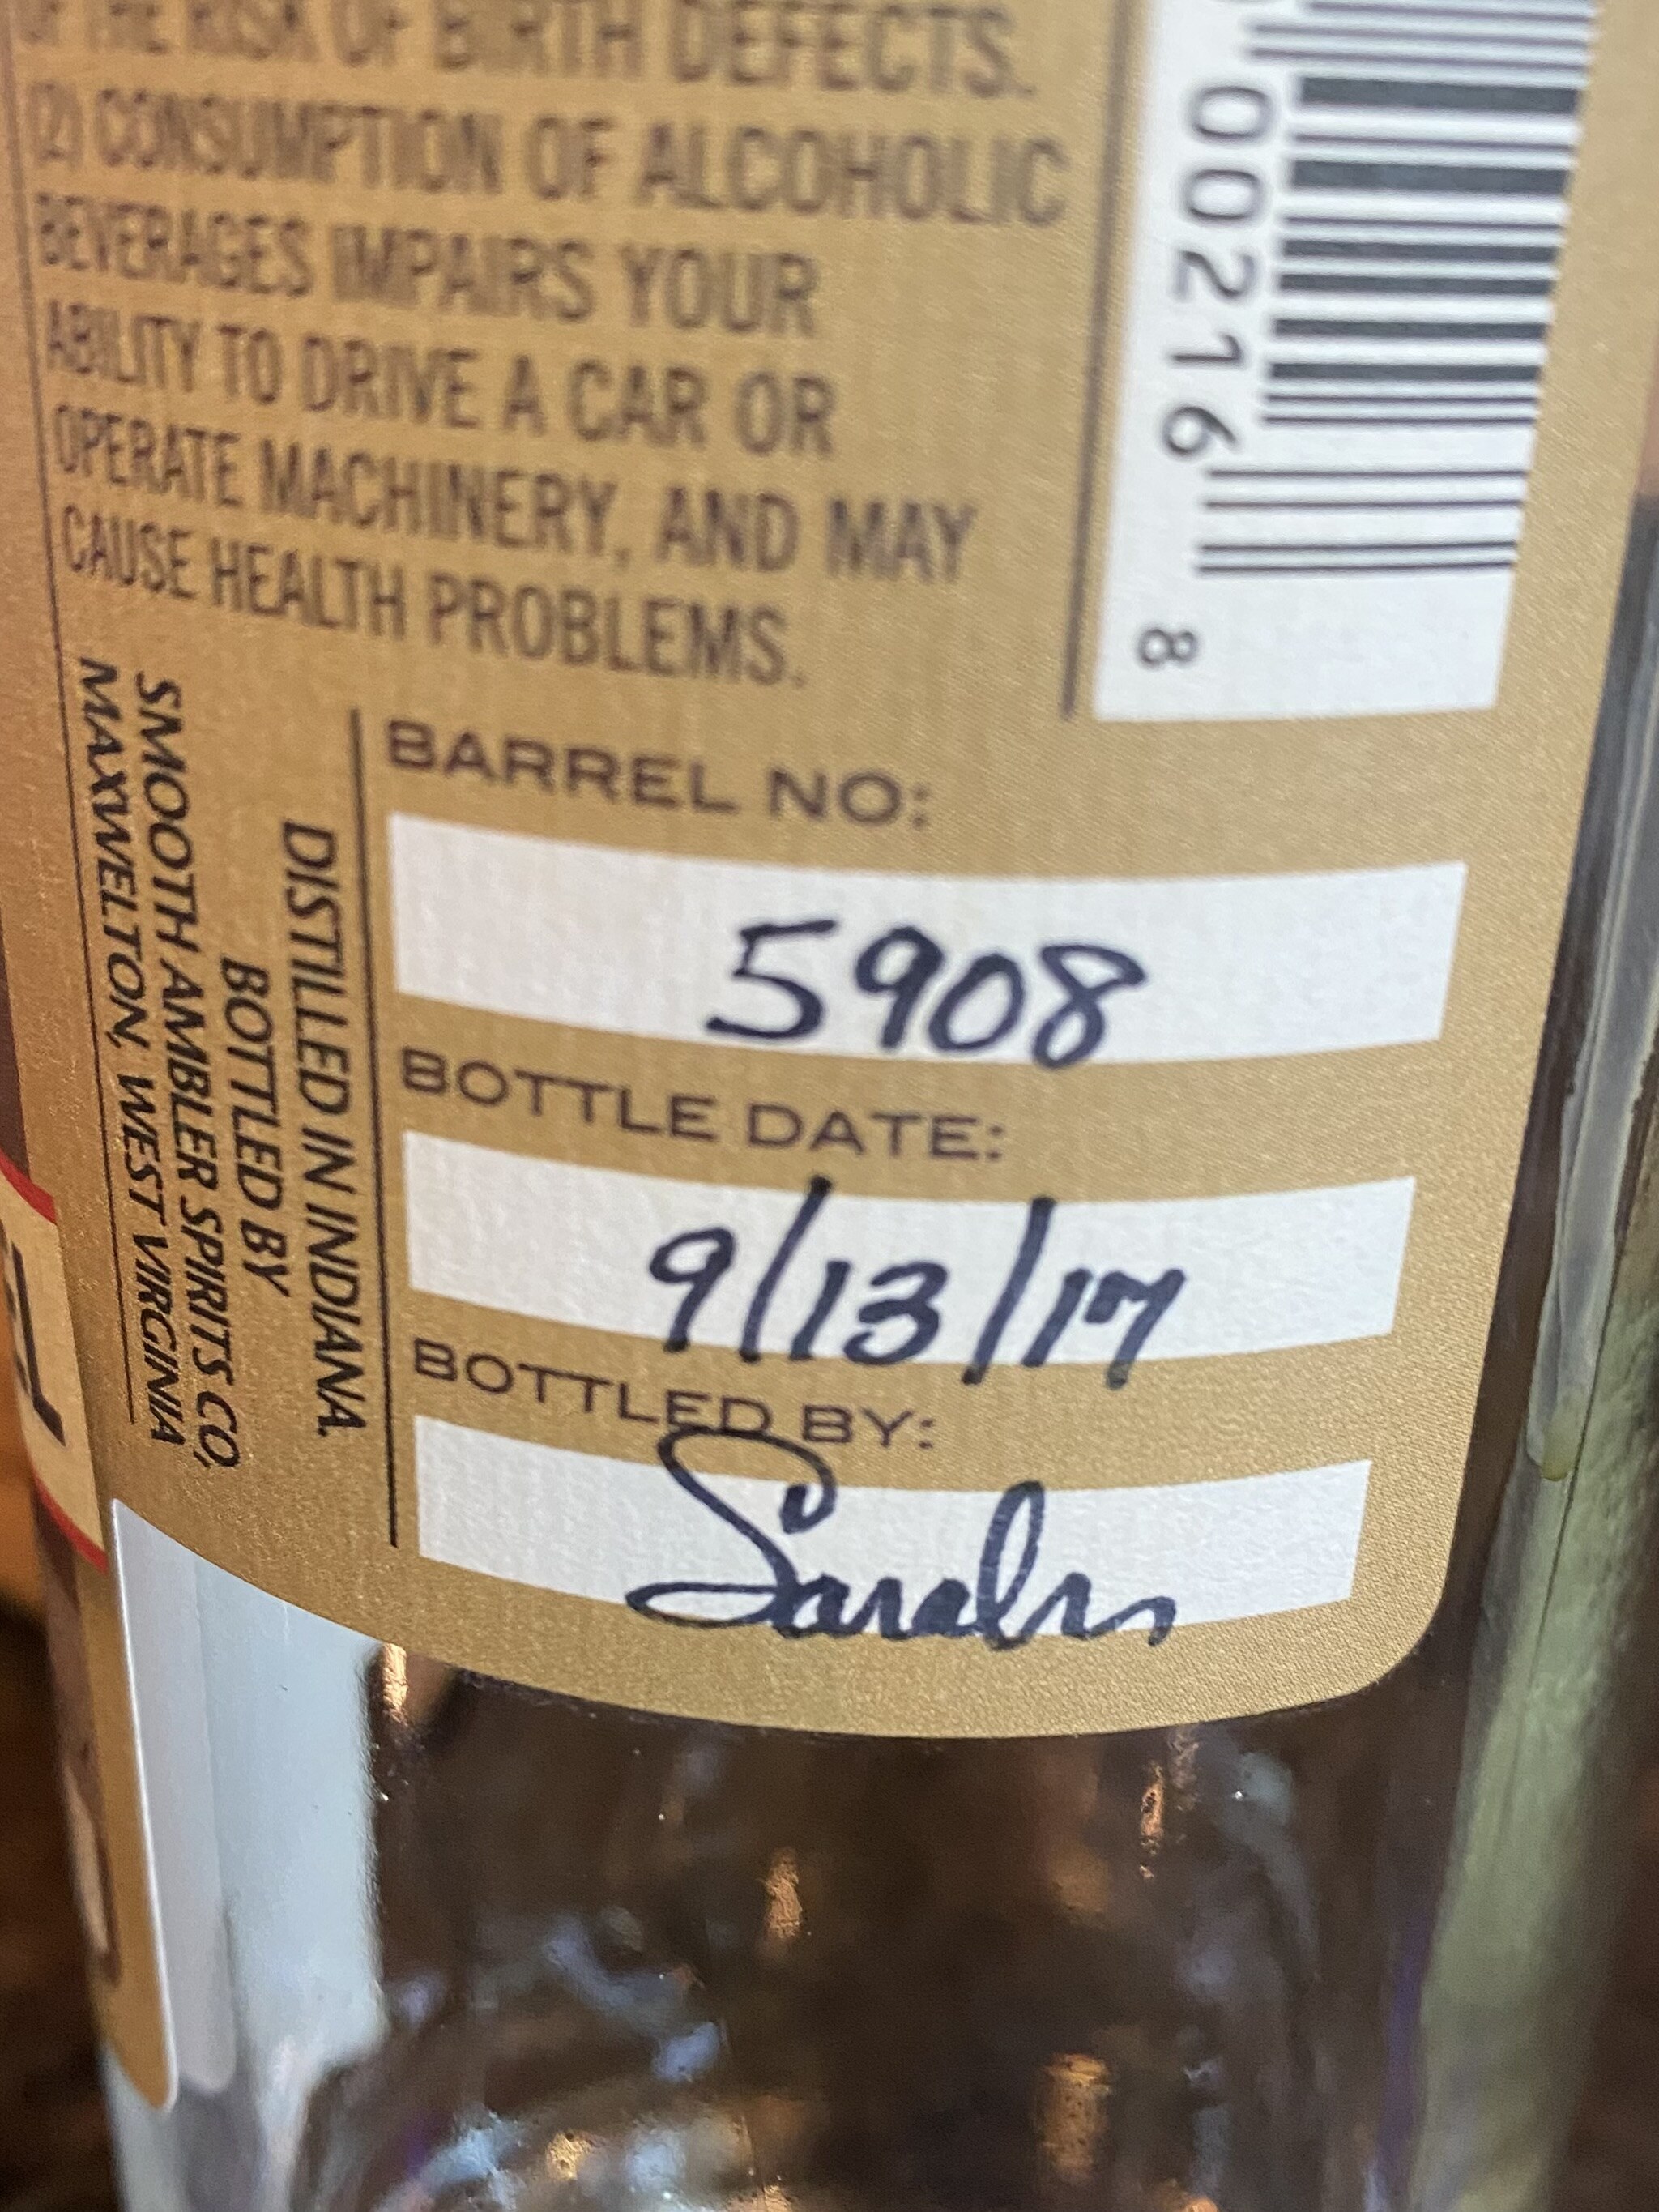 OF THE RISK OF BIRTH DEFECTS.
(2) CONSUMPTION OF ALCOHOLIC
BEVERAGES IMPAIRS YOUR
ABILITY TO DRIVE A CAR OR
OPERATE MACHINERY, AND MAY
CAUSE HEALTH PROBLEMS.
00216 8
DISTILLED IN INDIANA.
BOTTLED BY
SMOOTH AMBLER SPIRITS CO,
MAXWELTON, WEST VIRGINIA
BARREL NO:
5908
BOTTLE DATE:
9/13/17
BOTTLED BY:
Sarah